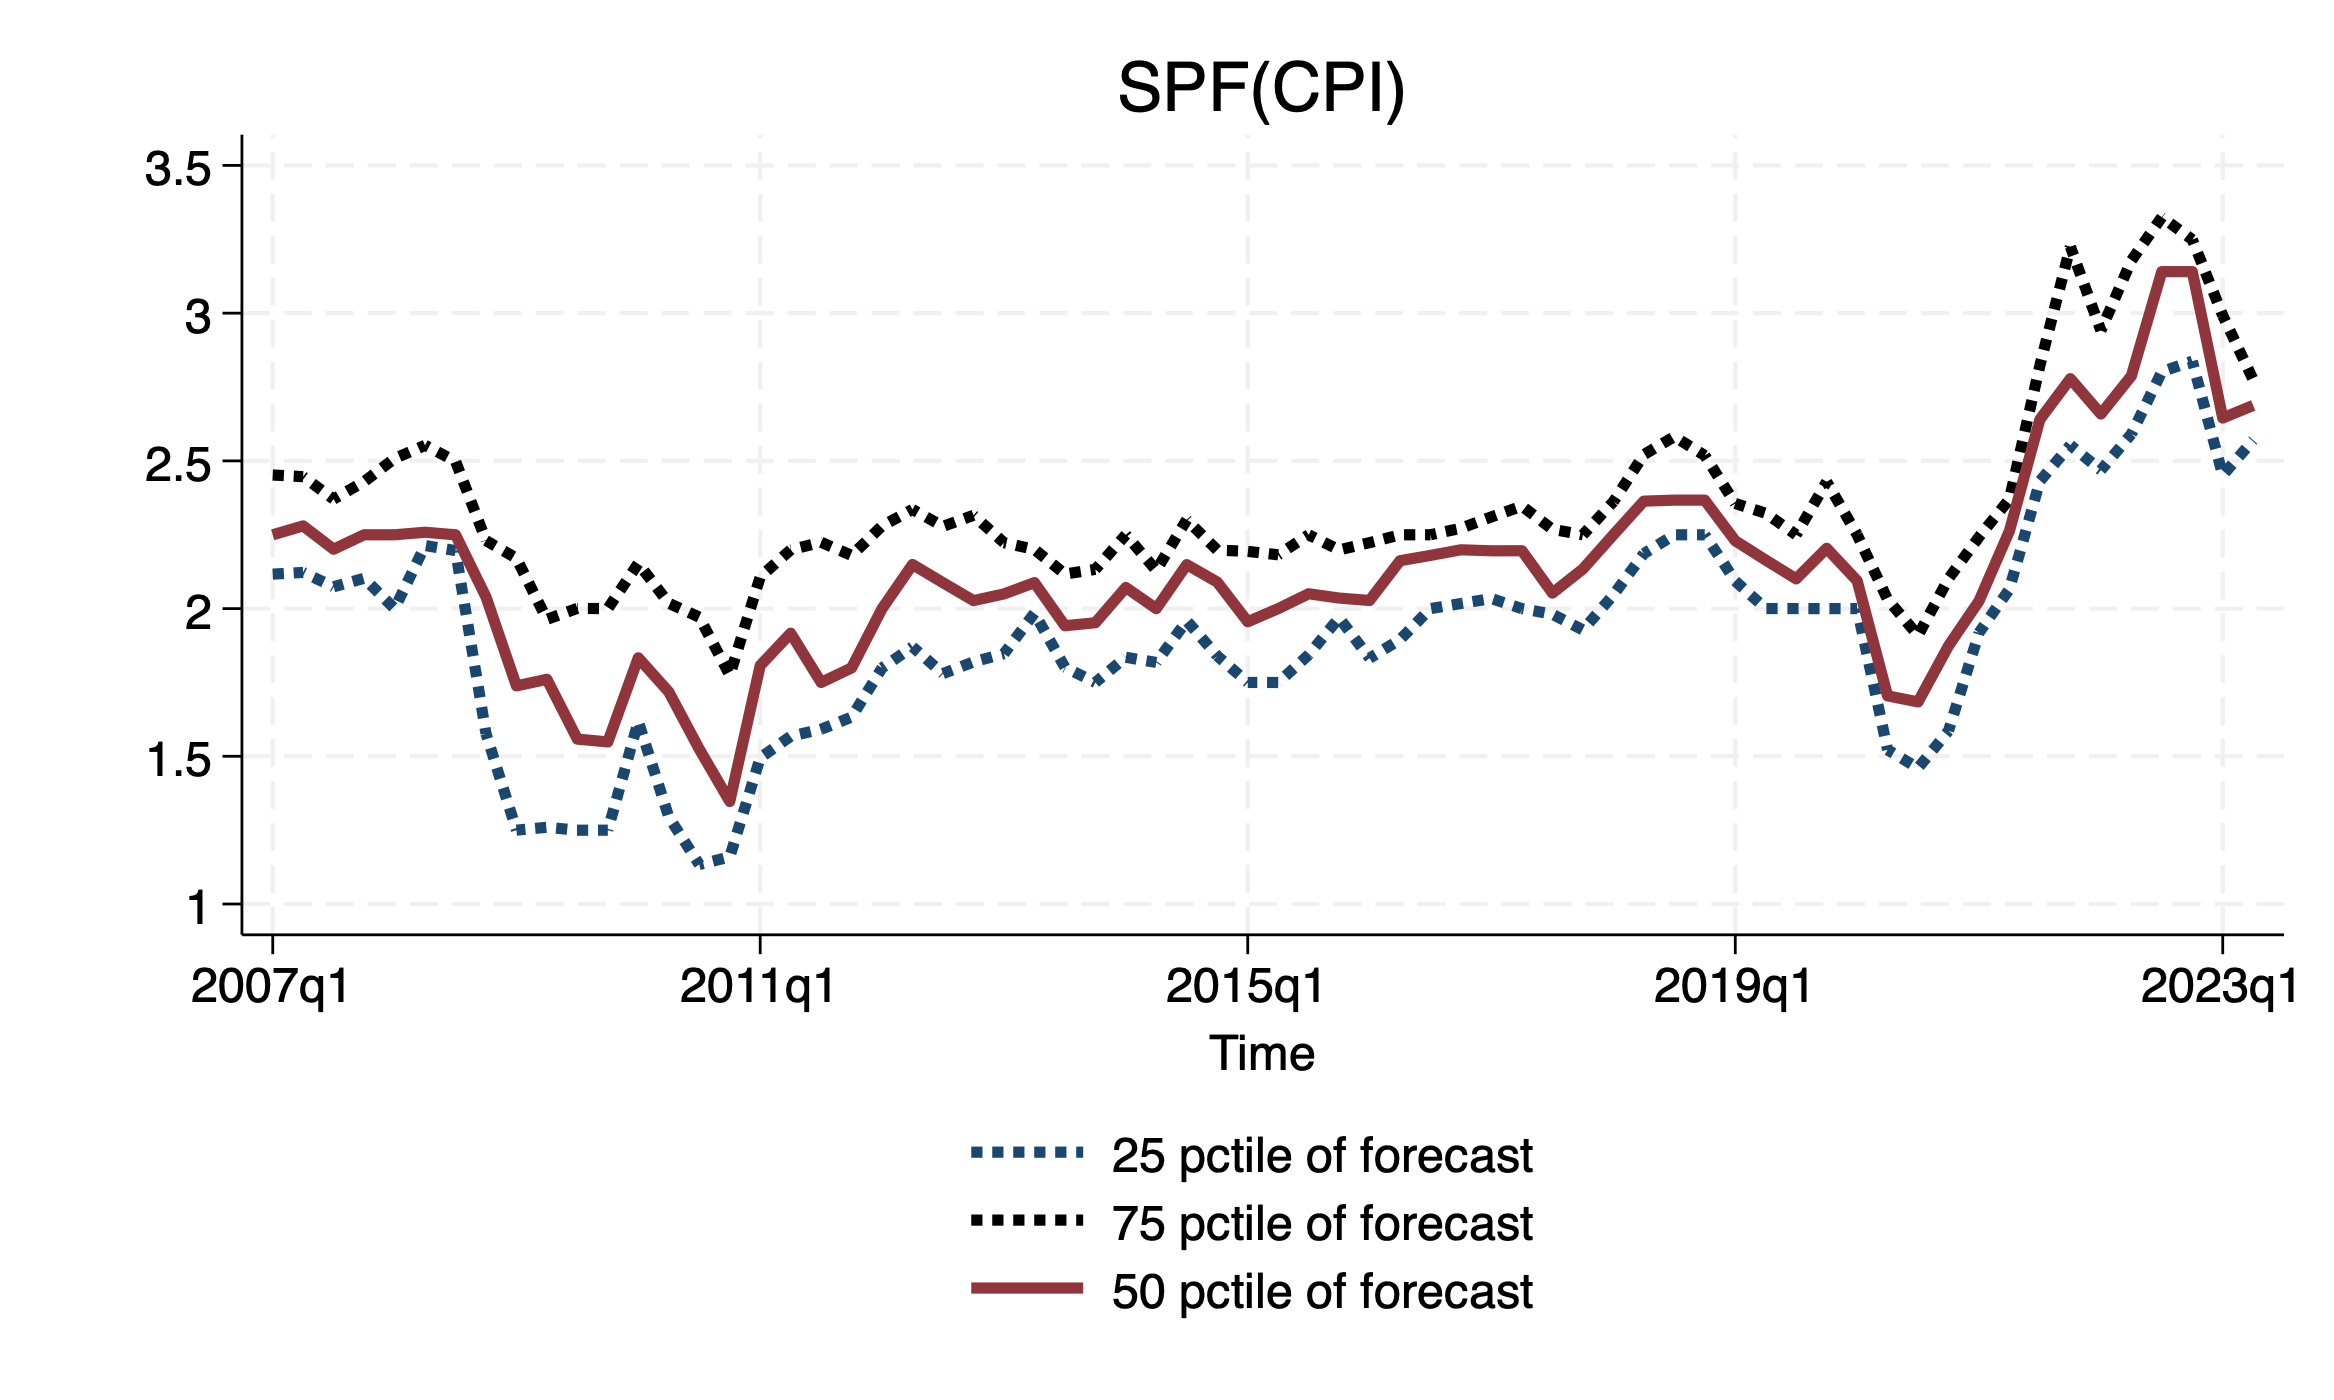 SPF(CPI)
3.5
3
2.5
2
1.5
1
2007q1 2011q1 2015q1 2019q1 2023q1
Time
25 pctile of forecast
75 pctile of forecast
50 pctile of forecast